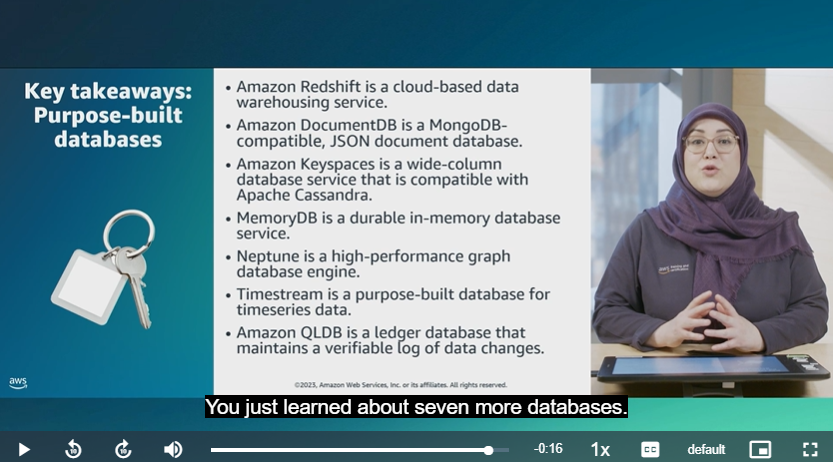 Key takeaways:
Purpose-built
databases
• Amazon Redshift is a cloud-based data
warehousing service.
• Amazon DocumentDB is a MongoDB-
compatible, JSON document database.
• Amazon Keyspaces is a wide-column
database service that is compatible with
Apache Cassandra.
• MemoryDB is a durable in-memory database
service.
• Neptune is a high-performance graph
database engine.
• Timestream is a purpose-built database for
timeseries data.
• Amazon QLDB is a ledger database that
maintains a verifiable log of data changes.
aws
©2023, Amazon Web Services, Inc. or its affiliates. All rights reserved.
You just learned about seven more databases.
10
10
-0:16
1x
CC
default